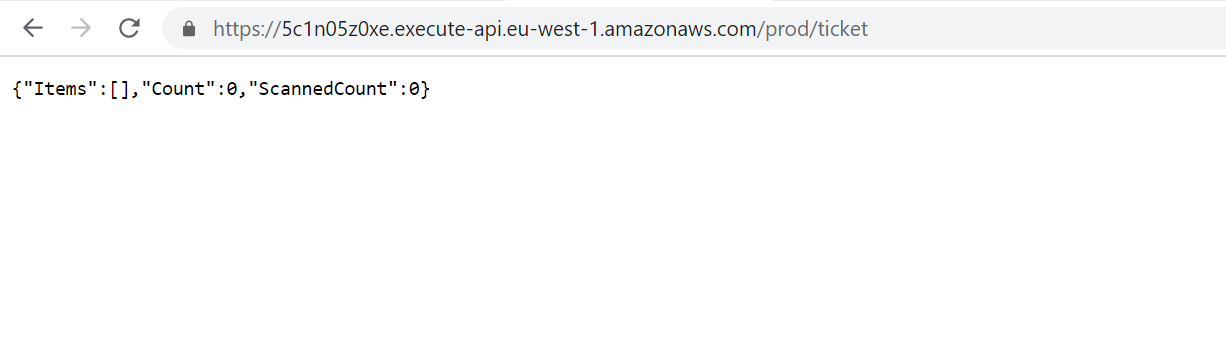 https://5c1n05z0xe.execute-api.eu-west-1.amazonaws.com/prod/ticket
{"Items":[],"Count":0,"ScannedCount":0}